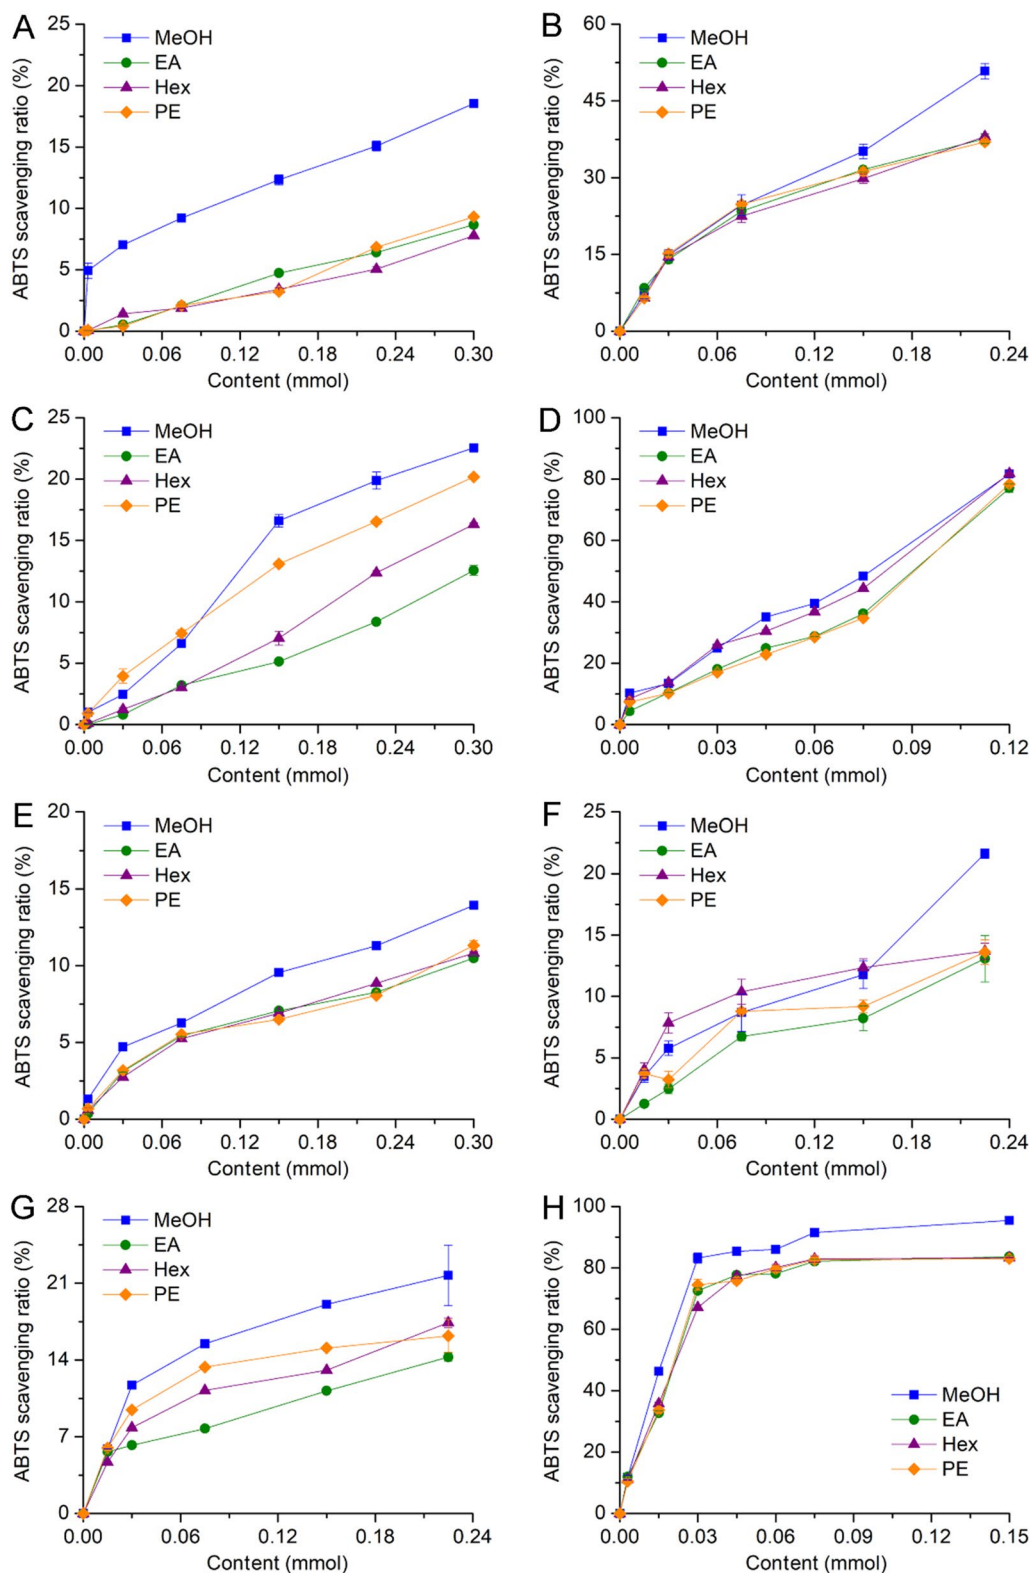 A
25
20
15
10
5
0
ABTS scavenging ratio (%)
MeOH
EA
Hex
PE
0.00 0.06 0.12 0.18 0.24 0.30
Content (mmol)
B
60
45
30
15
0
ABTS scavenging ratio (%)
MeOH
EA
Hex
PE
0.00 0.06 0.12 0.18 0.24
Content (mmol)
C
25
20
15
10
5
0
ABTS scavenging ratio (%)
MeOH
EA
Hex
PE
0.00 0.06 0.12 0.18 0.24 0.30
Content (mmol)
D
100
80
60
40
20
0
ABTS scavenging ratio (%)
MeOH
EA
Hex
PE
0.00 0.03 0.06 0.09 0.12
Content (mmol)
E
20
15
10
5
0
ABTS scavenging ratio (%)
MeOH
EA
Hex
PE
0.00 0.06 0.12 0.18 0.24 0.30
Content (mmol)
F
25
20
15
10
5
0
ABTS scavenging ratio (%)
MeOH
EA
Hex
PE
0.00 0.06 0.12 0.18 0.24
Content (mmol)
G
28
21
14
7
0
ABTS scavenging ratio (%)
MeOH
EA
Hex
PE
0.00 0.06 0.12 0.18 0.24
Content (mmol)
H
100
80
60
40
20
0
ABTS scavenging ratio (%)
MeOH
EA
Hex
PE
0.00 0.03 0.06 0.09 0.12 0.15
Content (mmol)